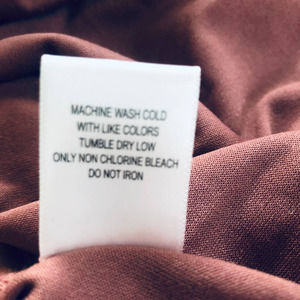 MACHINE WASH COLD
WITH LIKE COLORS
TUMBLE DRY LOW
ONLY NON CHLORINE BLEACH
DO NOT IRON